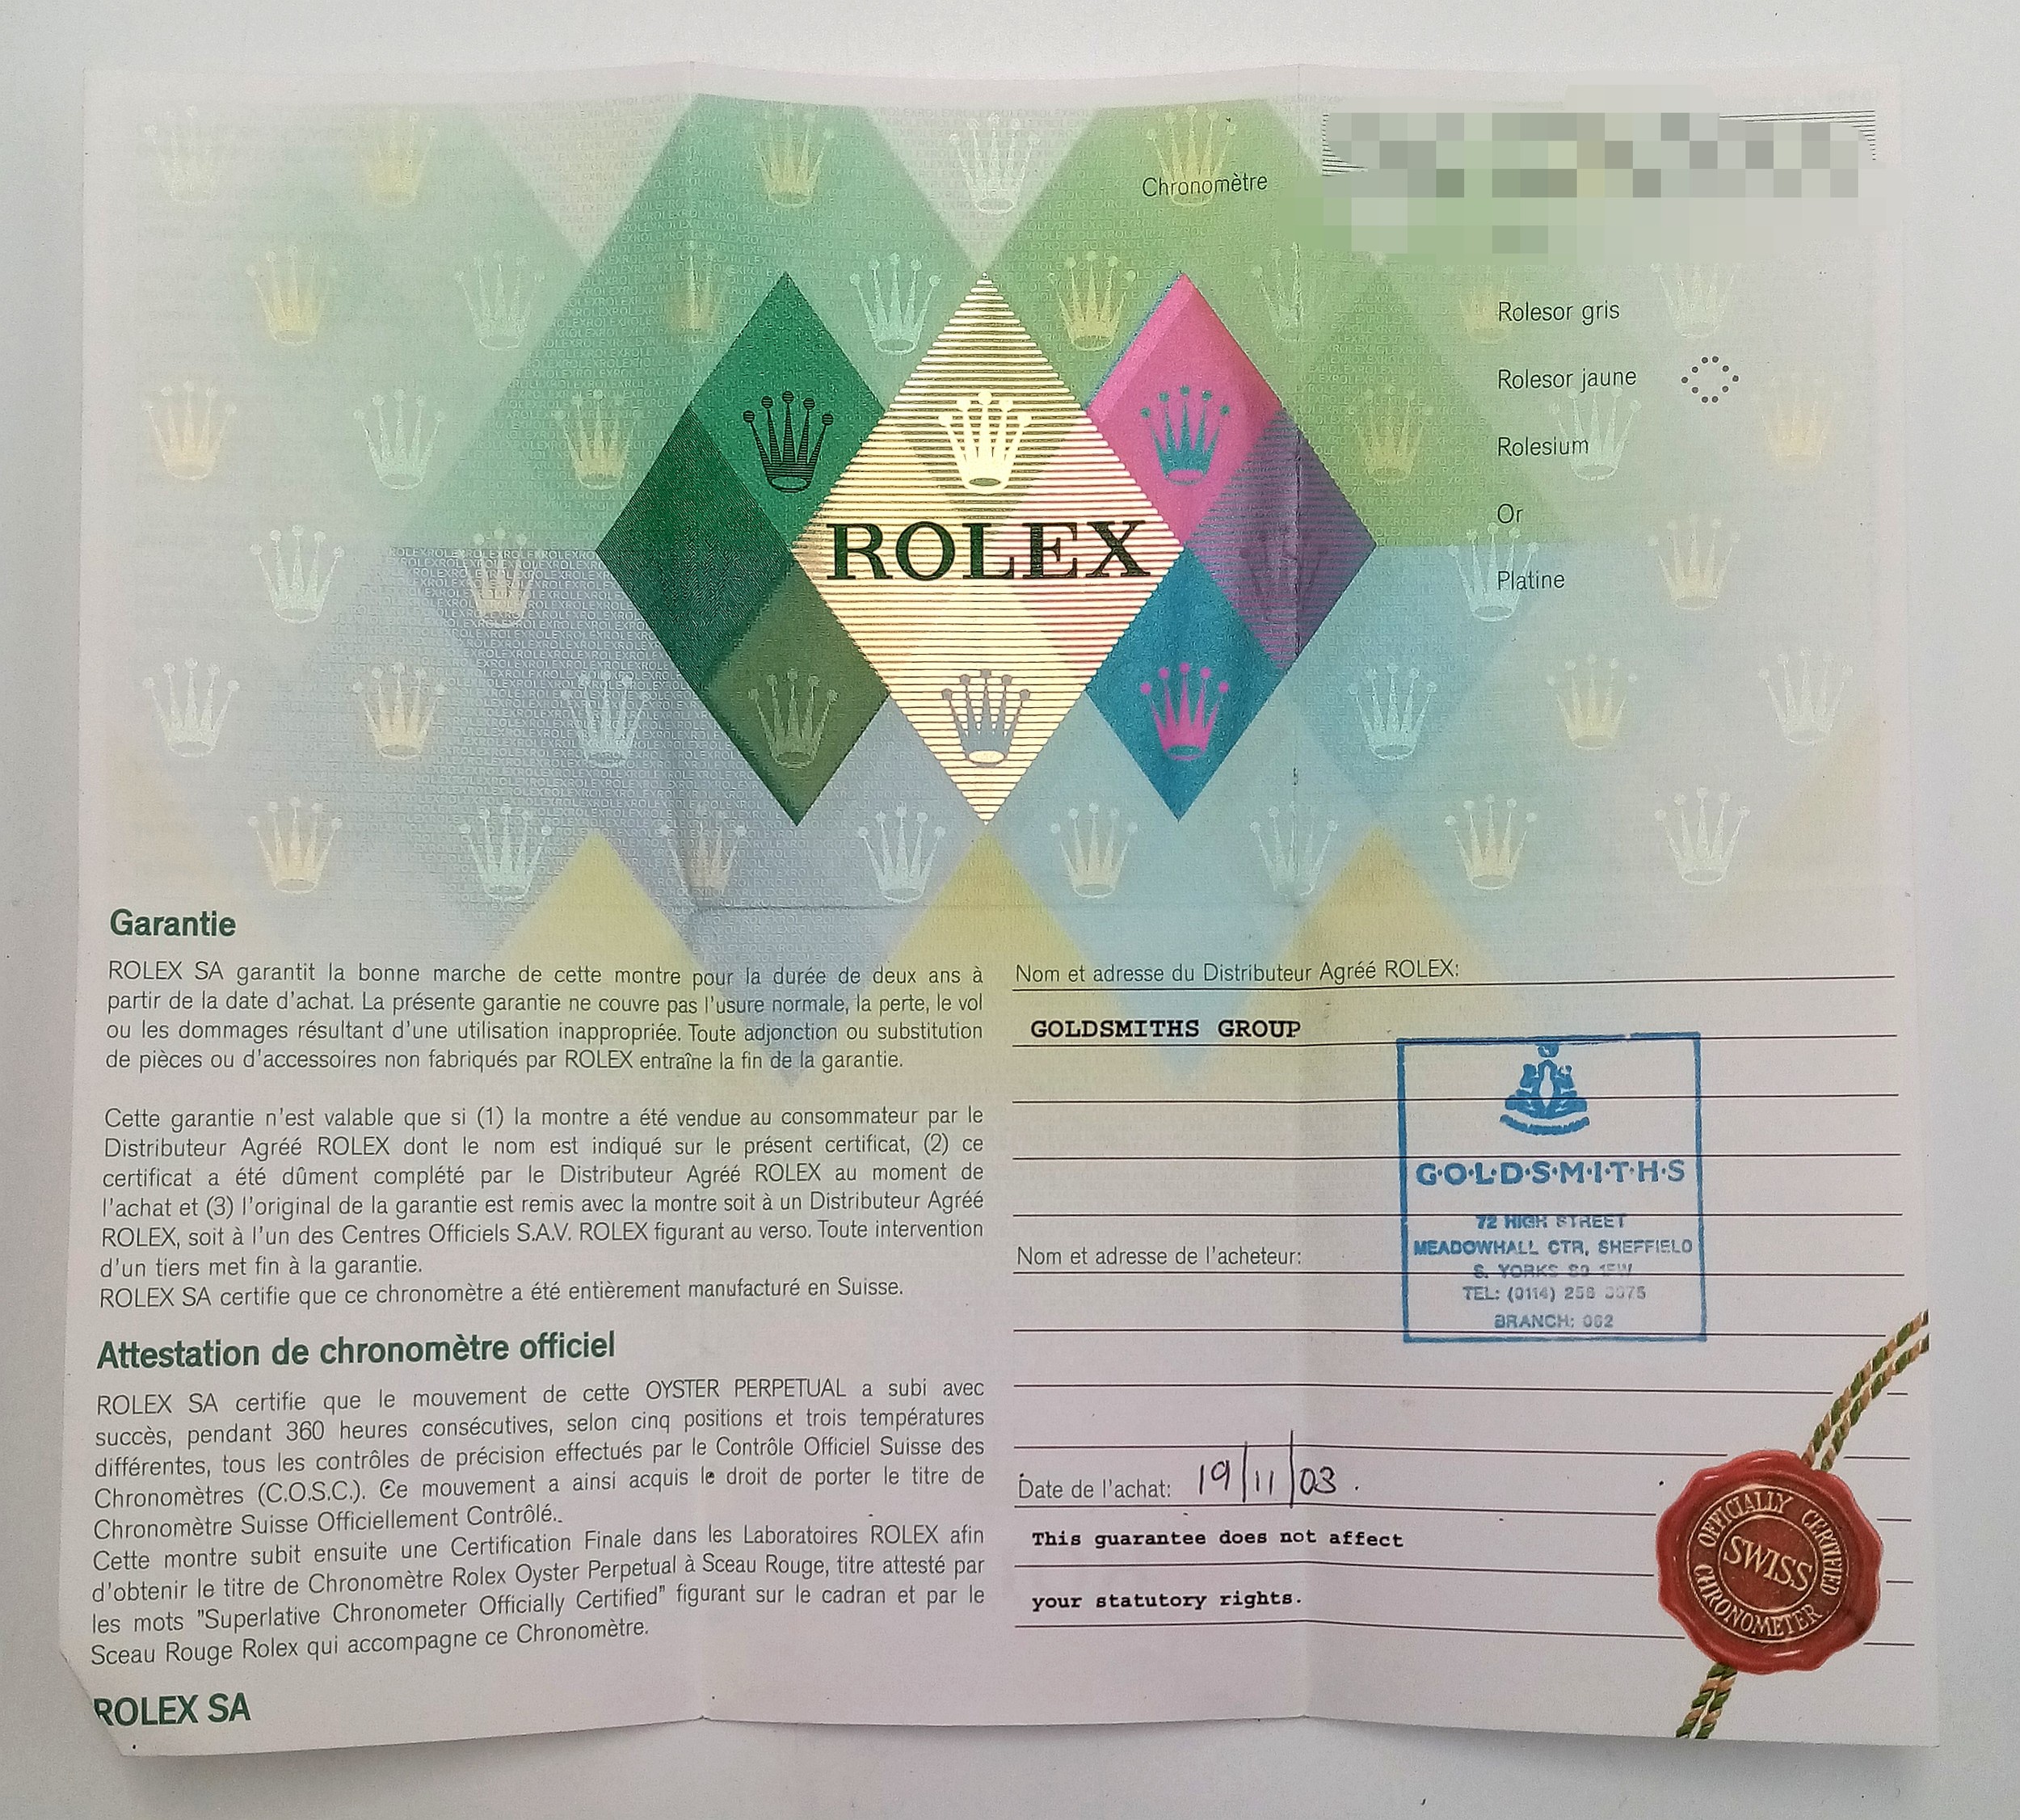 Chronomètre
Rolesor gris
Rolesor jaune
Rolesium
Or
Platine
ROLEX
Garantie
ROLEX SA garantit la bonne marche de cette montre pour la durée de deux ans à
partir de la date d'achat. La présente garantie ne couvre pas l'usure normale, la perte, le vol
ou les dommages résultant d'une utilisation inappropriée. Toute adjonction ou substitution
de pièces ou d'accessoires non fabriqués par ROLEX entraîne la fin de la garantie.
Cette garantie n'est valable que si (1) la montre a été vendue au consommateur par le
Distributeur Agréé ROLEX dont le nom est indiqué sur le présent certificat, (2) ce
certificat a été dûment complété par le Distributeur Agréé ROLEX au moment de
l'achat et (3) l'original de la garantie est remis avec la montre soit à un Distributeur Agréé
ROLEX, soit à l'un des Centres Officiels S.A.V. ROLEX figurant au verso. Toute intervention
d'un tiers met fin à la garantie.
ROLEX SA certifie que ce chronomètre a été entièrement manufacturé en Suisse.
Attestation de chronomètre officiel
ROLEX SA certifie que le mouvement de cette OYSTER PERPETUAL a subi avec
succès, pendant 360 heures consécutives, selon cinq positions et trois températures
différentes, tous les contrôles de précision effectués par le Contrôle Officiel Suisse des
Chronomètres (C.O.S.C.). Ce mouvement a ainsi acquis le droit de porter le titre de
Chronomètre Suisse Officiellement Contrôlé.
Cette montre subit ensuite une Certification Finale dans les Laboratoires ROLEX afin
d'obtenir le titre de Chronomètre Rolex Oyster Perpetual à Sceau Rouge, titre attesté par
les mots "Superlative Chronometer Officially Certified" figurant sur le cadran et par le
Sceau Rouge Rolex qui accompagne ce Chronomètre.
ROLEX SA
Nom et adresse du Distributeur Agréé ROLEX:
GOLDSMITHS GROUP
G·O·L·D·S·M·I·T·H·S
72 HIGH STREET
MEADOWHALL CTR, SHEFFIELD
S. YORKS S9
TEL: (0114) 256
BRANCH: 062
Nom et adresse de l'acheteur:
Date de l'achat: 19/11/03.
This guarantee does not affect
your statutory rights.
OFFICIALLY CERTIFIED
SWISS
CHRONOMETER